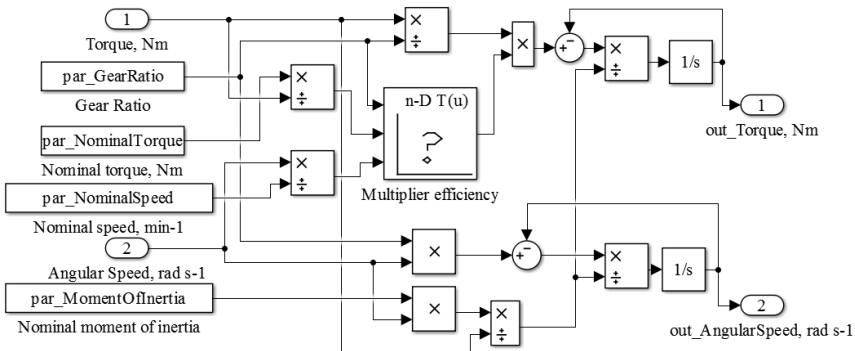 1
Torque, Nm
par_GearRatio
Gear Ratio
par_NominalTorque
Nominal torque, Nm
par_NominalSpeed
Nominal speed, min-1
2
Angular Speed, rad s-1
par_MomentOfInertia
Nominal moment of inertia
×
÷
×
÷
×
÷
n-D T(u)
?
Multiplier efficiency
×
+
−
×
÷
1/s
1
out_Torque, Nm
×
×
×
÷
+
−
×
÷
1/s
2
out_AngularSpeed, rad s-1